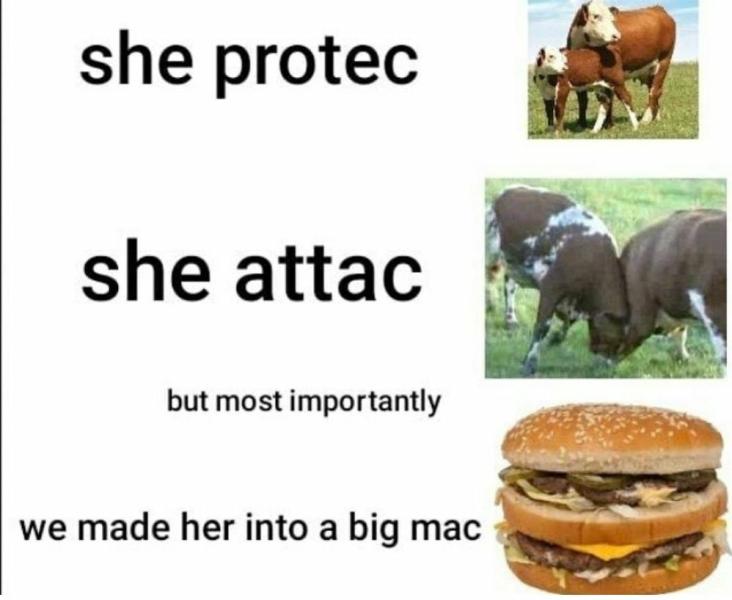 she protec
she attac
but most importantly
we made her into a big mac